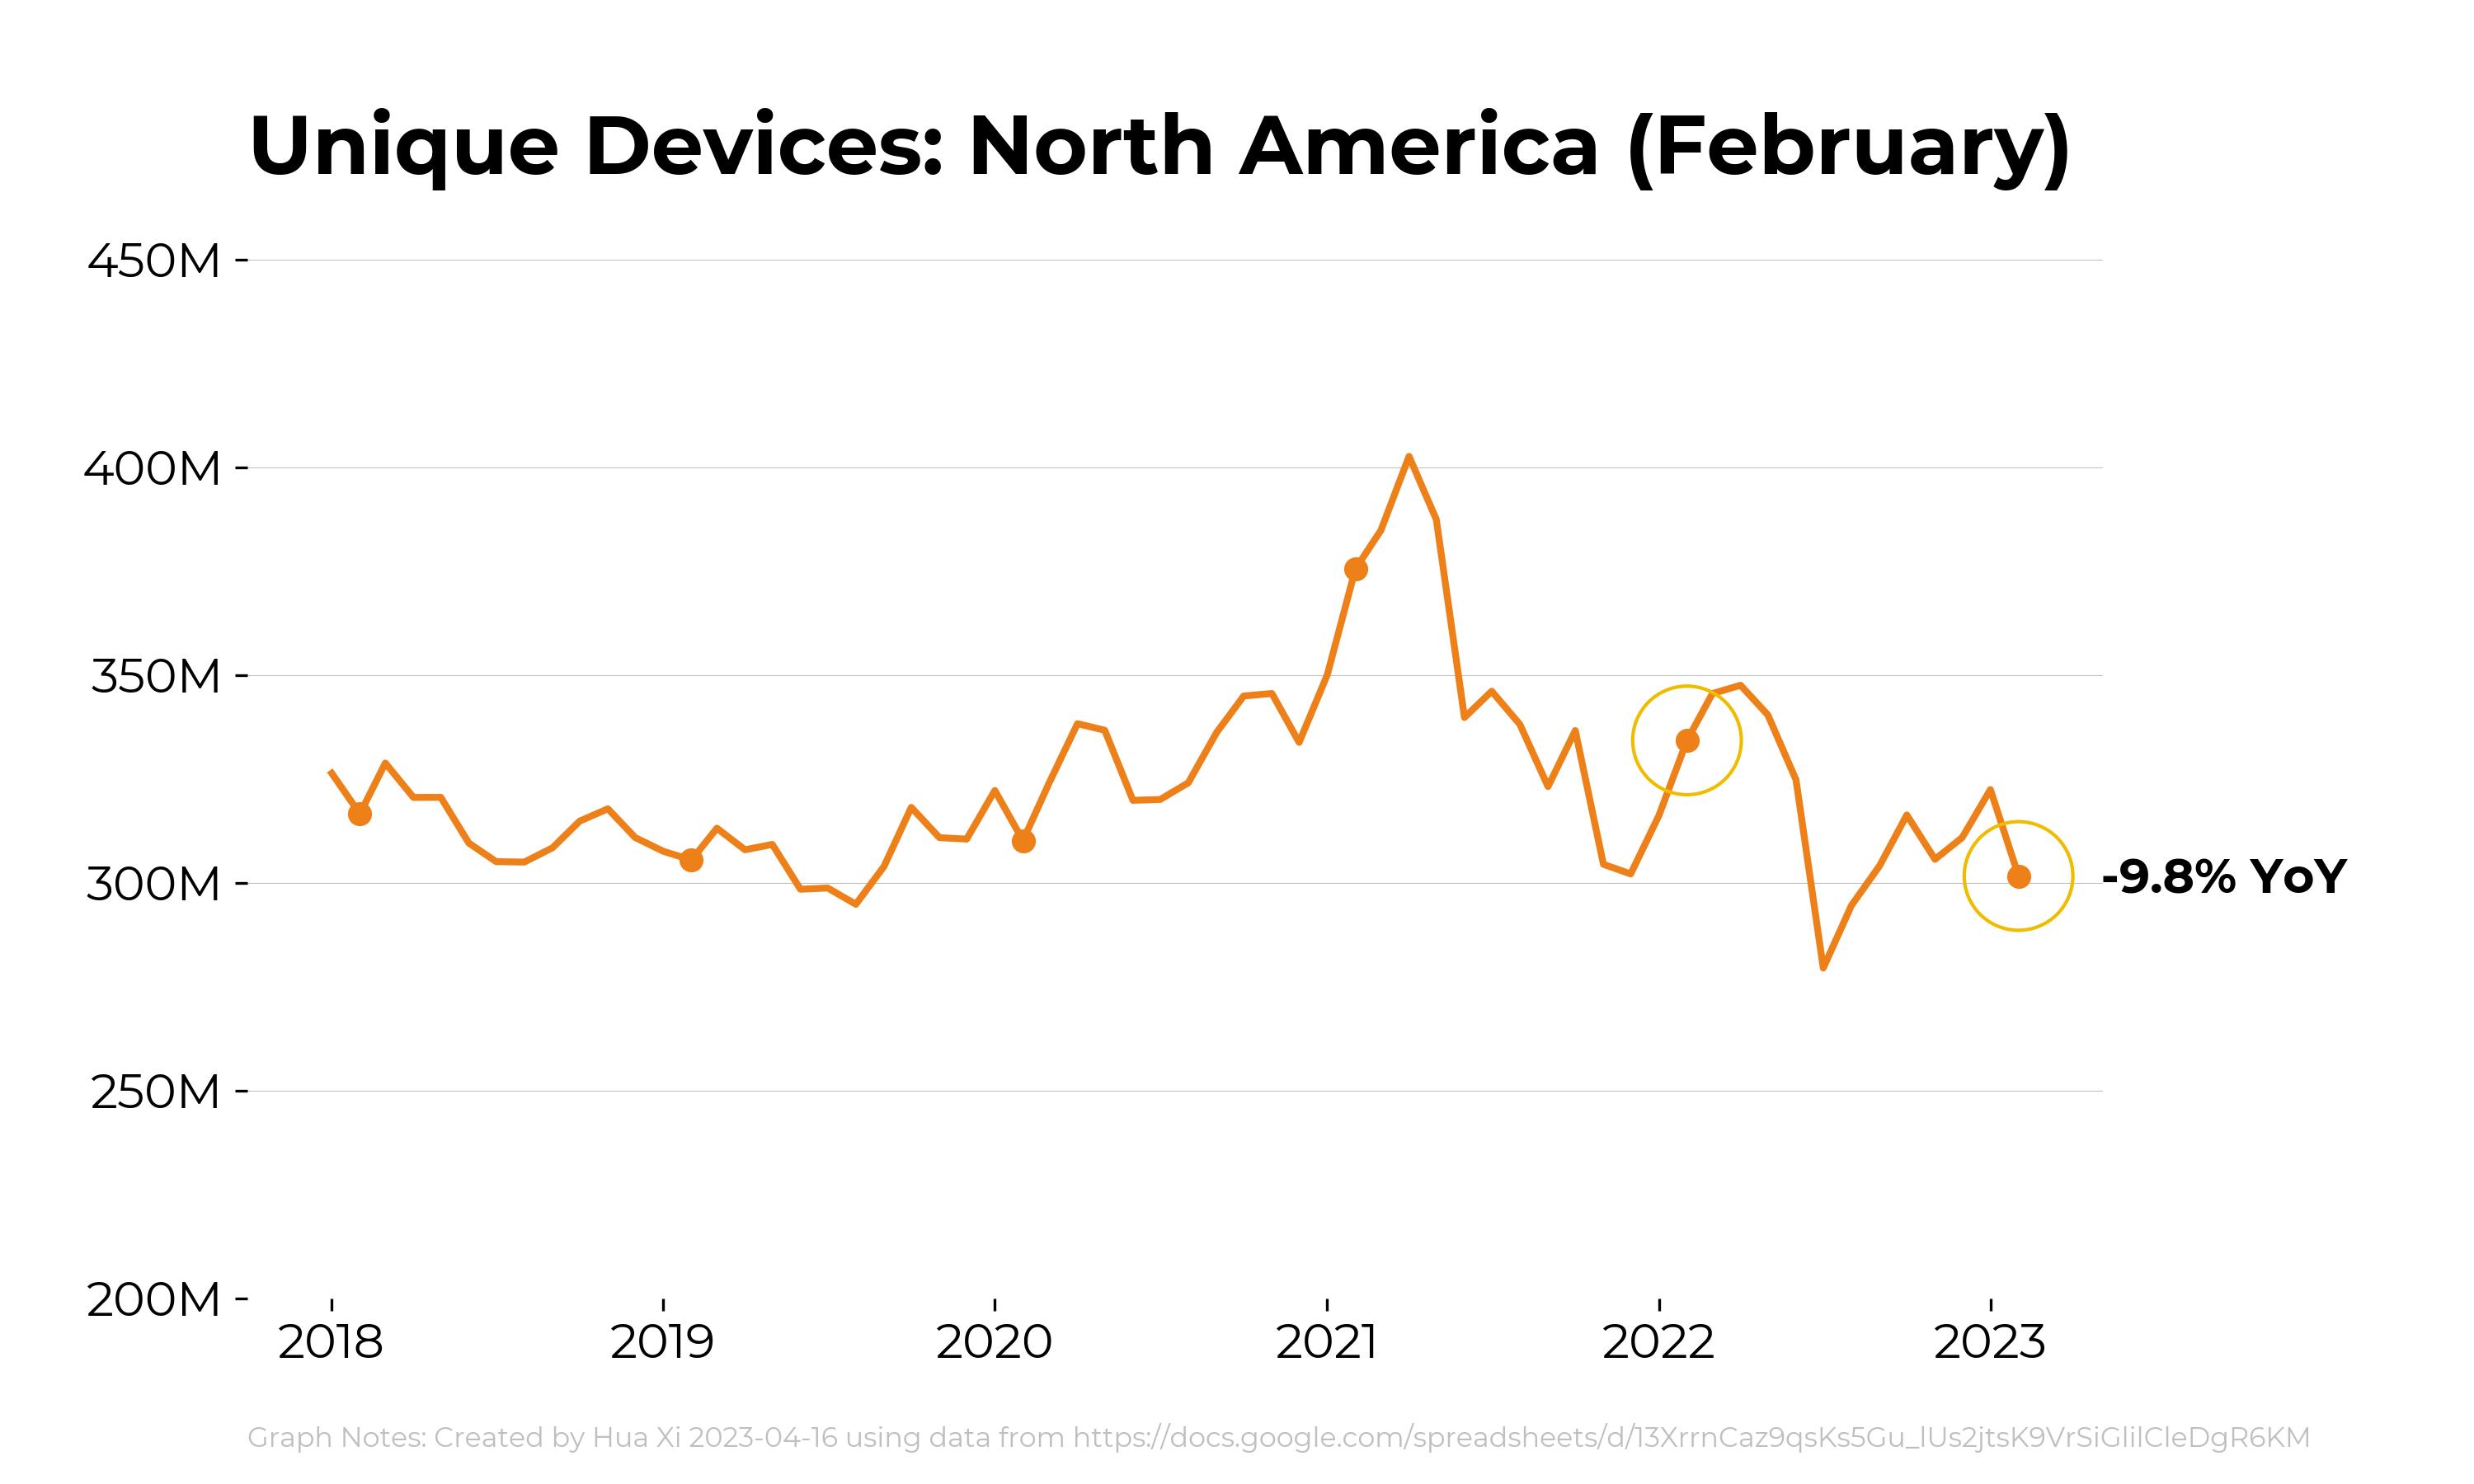 Unique Devices: North America (February)
450M
400M
350M
300M
250M
200M
-9.8% YoY
2018 2019 2020 2021 2022 2023
Graph Notes: Created by Hua Xi 2023-04-16 using data from https://docs.google.com/spreadsheets/d/13XrrnCaz9qsKs5Gu_lUs2jtsK9VrSiGlilCleDgR6KM